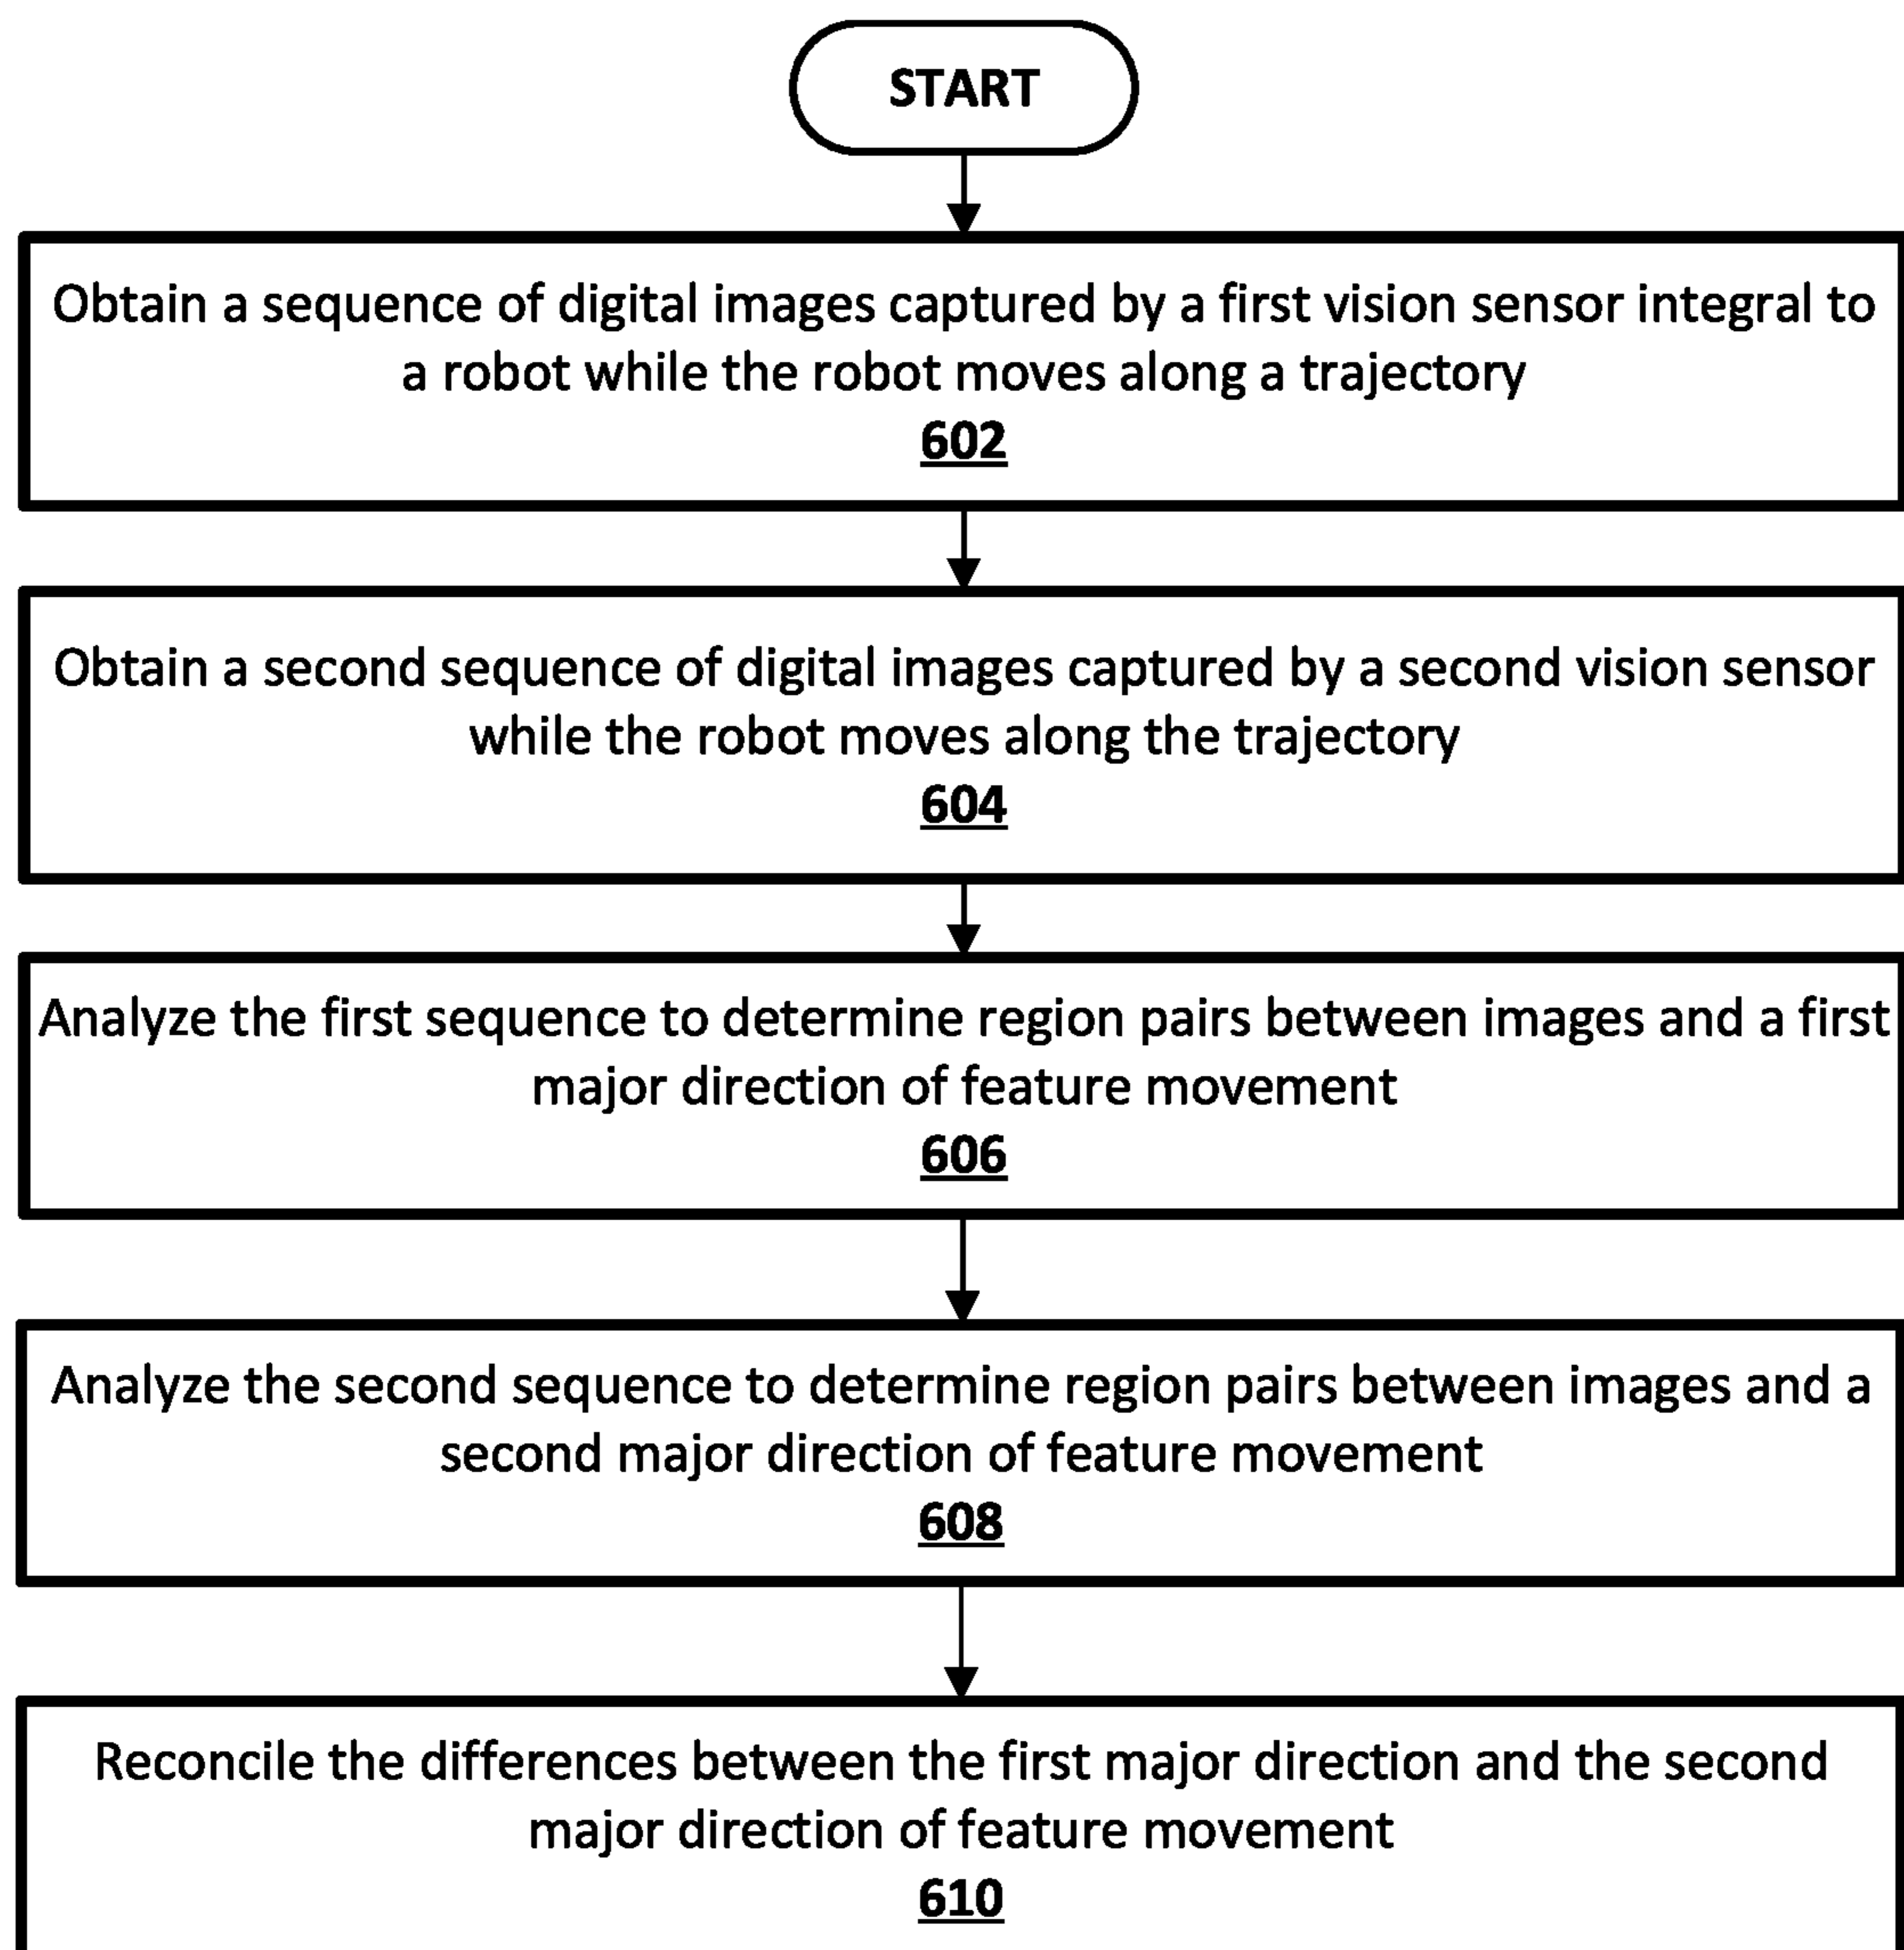 START
Obtain a sequence of digital images captured by a first vision sensor integral to
a robot while the robot moves along a trajectory
602
Obtain a second sequence of digital images captured by a second vision sensor
while the robot moves along the trajectory
604
Analyze the first sequence to determine region pairs between images and a first
major direction of feature movement
606
Analyze the second sequence to determine region pairs between images and a
second major direction of feature movement
608
Reconcile the differences between the first major direction and the second
major direction of feature movement
610